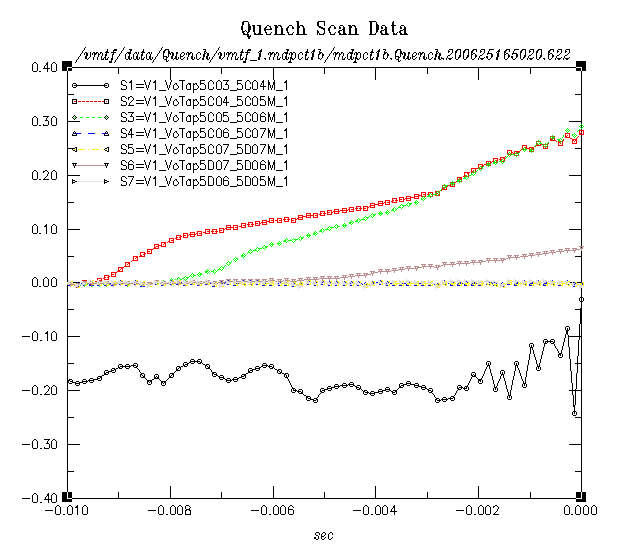 Quench Scan Data
/vmtf/data/Quench/vmtf_1.mdpct1b/mdpct1b.Quench.200625165020.622
0.40
S1=V1_VoTap5C03_5C04M_1
S2=V1_VoTap5C04_5C05M_1
0.30
S3=V1_VoTap5C05_5C06M_1
S4=V1_VoTap5C06_5C07M_1
S5=V1_VoTap5C07_5D07M_1
S6=V1_VoTap5D07_5D06M_1
0.20
S7=V1_VoTap5D06_5D05M_1
0.10
0.00
-0.10
-0.20
-0.30
-0.40
-0.010 -0.008 -0.006 -0.004 -0.002 0.000
sec